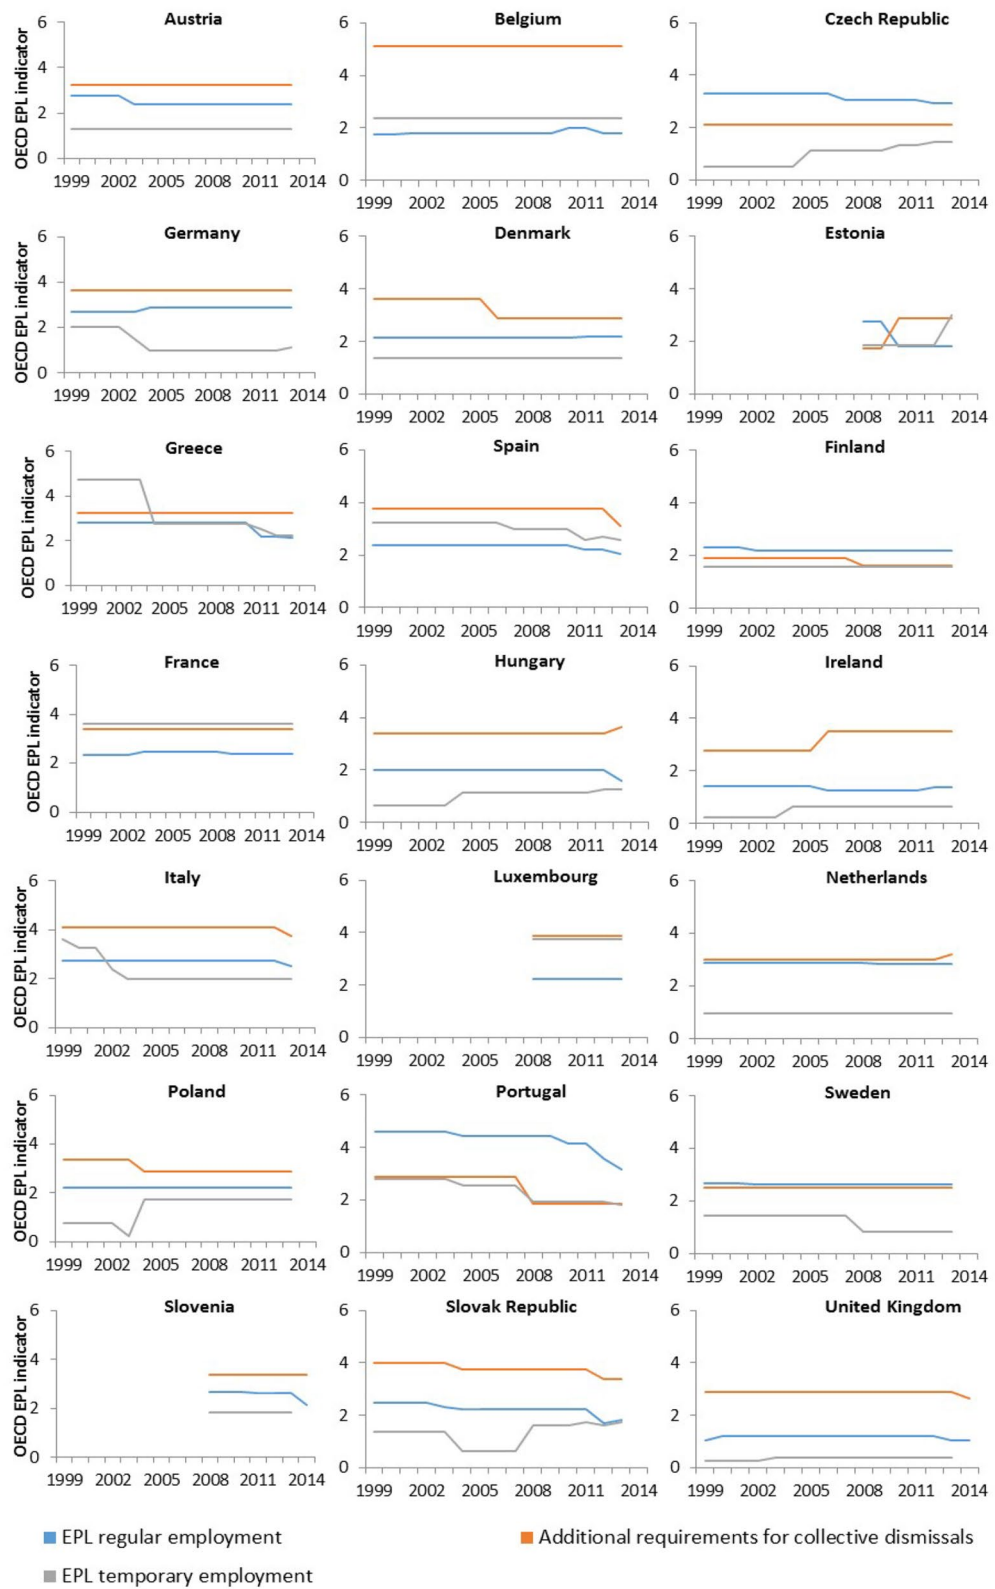 Austria Belgium Czech Republic
OECD EPL indicator
6 6 6
4 4 4
2 2 2
0 0 0
1999 2002 2005 2008 2011 2014 1999 2002 2005 2008 2011 2014 1999 2002 2005 2008 2011 2014
Germany Denmark Estonia
OECD EPL indicator
6 6 6
4 4 4
2 2 2
0 0 0
1999 2002 2005 2008 2011 2014 1999 2002 2005 2008 2011 2014 1999 2002 2005 2008 2011 2014
Greece Spain Finland
OECD EPL indicator
6 6 6
4 4 4
2 2 2
0 0 0
1999 2002 2005 2008 2011 2014 1999 2002 2005 2008 2011 2014 1999 2002 2005 2008 2011 2014
France Hungary Ireland
OECD EPL indicator
6 6 6
4 4 4
2 2 2
0 0 0
1999 2002 2005 2008 2011 2014 1999 2002 2005 2008 2011 2014 1999 2002 2005 2008 2011 2014
Italy Luxembourg Netherlands
OECD EPL indicator
6 6 6
4 4 4
2 2 2
0 0 0
1999 2002 2005 2008 2011 2014 1999 2002 2005 2008 2011 2014 1999 2002 2005 2008 2011 2014
Poland Portugal Sweden
OECD EPL indicator
6 6 6
4 4 4
2 2 2
0 0 0
1999 2002 2005 2008 2011 2014 1999 2002 2005 2008 2011 2014 1999 2002 2005 2008 2011 2014
Slovenia Slovak Republic United Kingdom
OECD EPL indicator
6 6 6
4 4 4
2 2 2
0 0 0
1999 2002 2005 2008 2011 2014 1999 2002 2005 2008 2011 2014 1999 2002 2005 2008 2011 2014
EPL regular employment Additional requirements for collective dismissals
EPL temporary employment